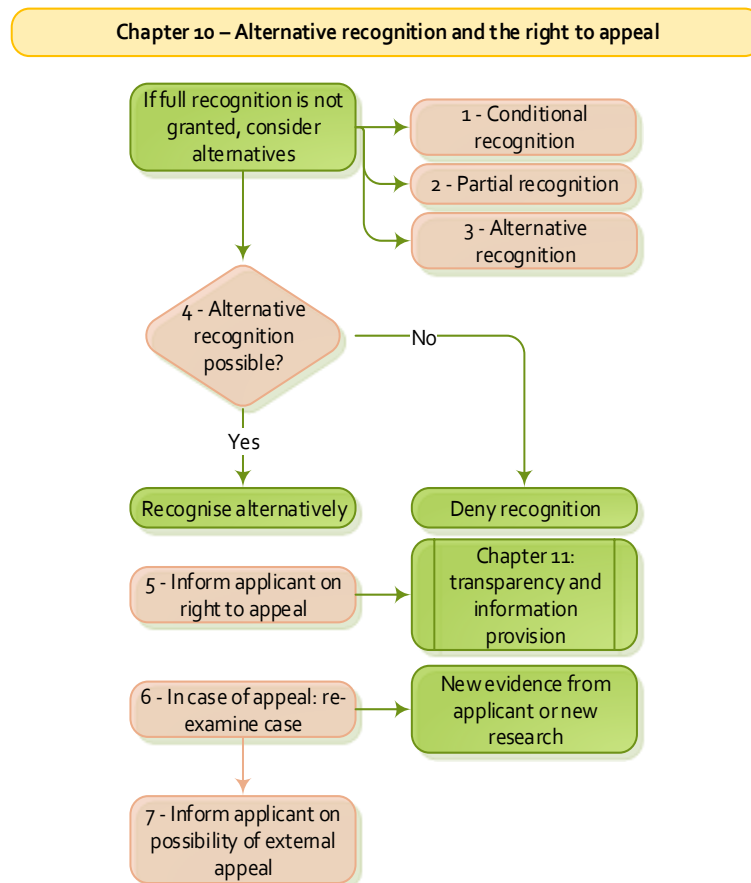 Chapter 10 – Alternative recognition and the right to appeal
If full recognition is not
granted, consider
alternatives
1 - Conditional
recognition
2 - Partial recognition
3 - Alternative
recognition
4 - Alternative
recognition
possible?
No
Yes
Recognise alternatively
Deny recognition
5 - Inform applicant on
right to appeal
Chapter 11:
transparency and
information
provision
6 - In case of appeal: re-
examine case
New evidence from
applicant or new
research
7 - Inform applicant on
possibility of external
appeal